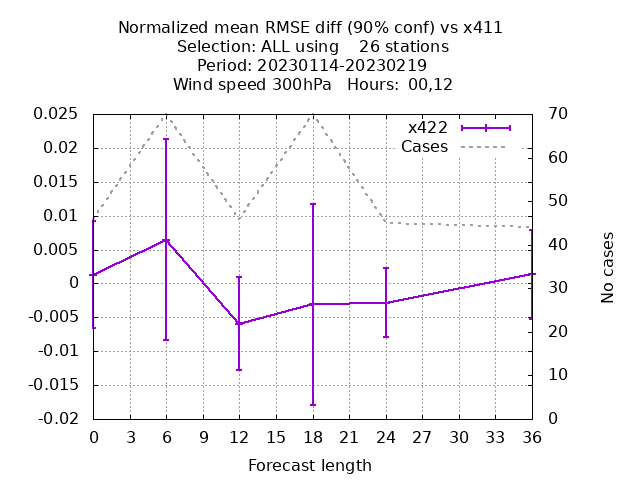 Normalized mean RMSE diff (90% conf) vs x411
Selection: ALL using    26 stations
Period: 20230114-20230219
Wind speed 300hPa   Hours:  00,12
0.025
0.02
0.015
0.01
0.005
0
-0.005
-0.01
-0.015
-0.02
x422
Cases
70
60
50
40
30
20
10
0
No cases
0 3 6 9 12 15 18 21 24 27 30 33 36
Forecast length